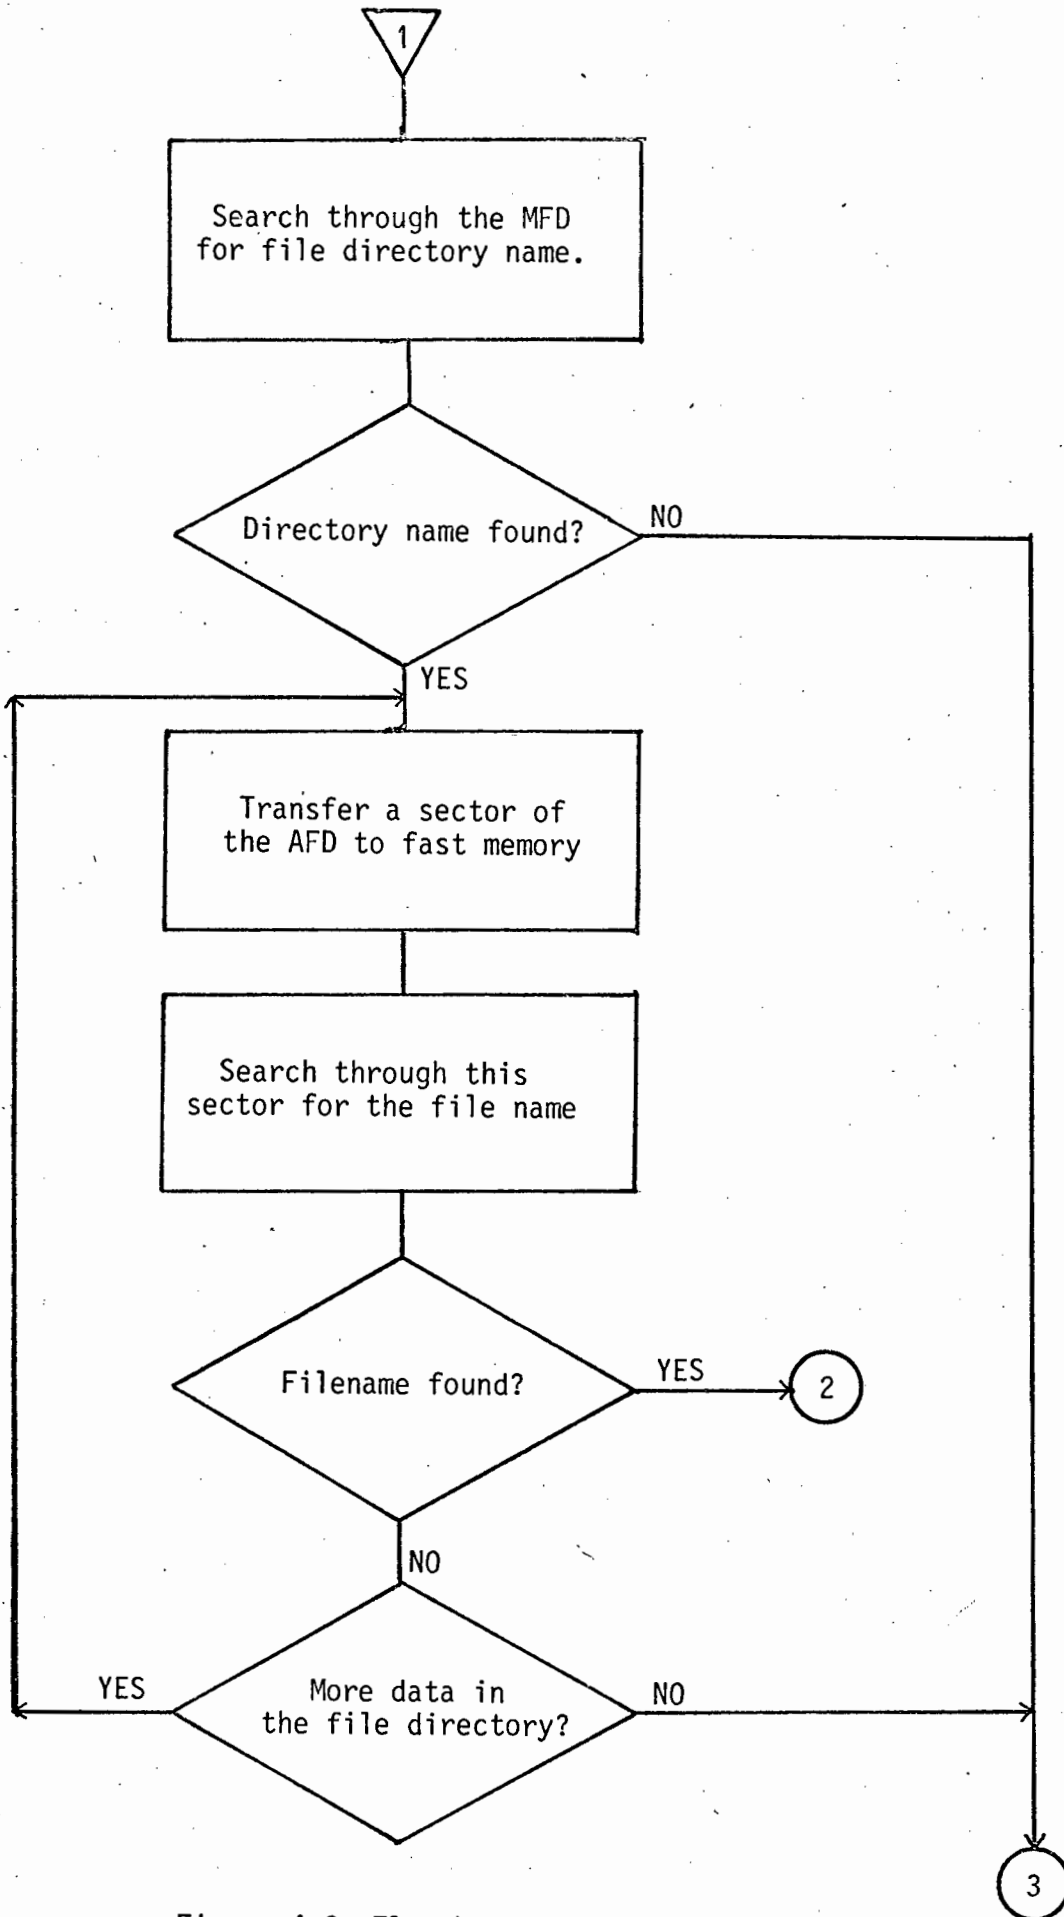 1
Search through the MFD
for file directory name.
Directory name found?
NO
YES
Transfer a sector of
the AFD to fast memory
Search through this
sector for the file name
Filename found?
YES
2
NO
More data in
the file directory?
YES
NO
3